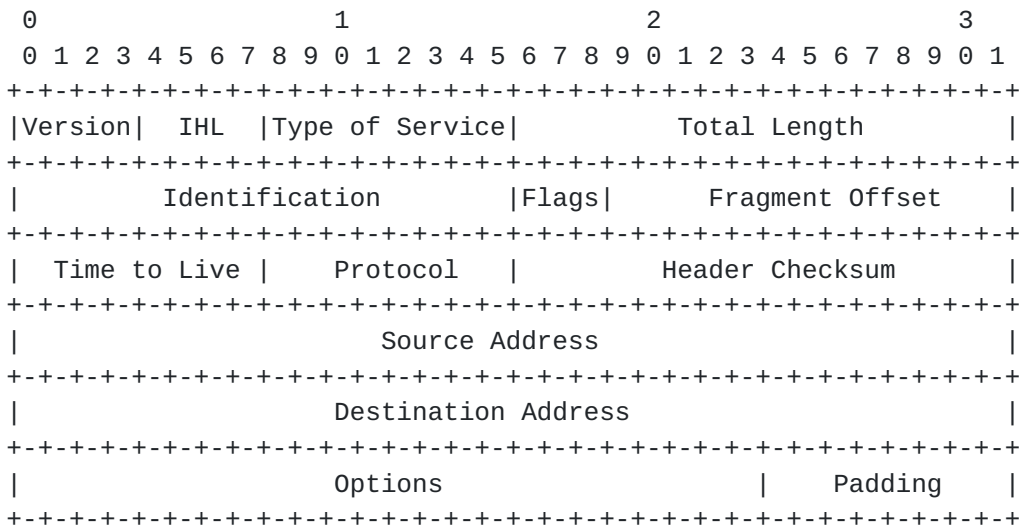 0                   1                   2                   3
 0 1 2 3 4 5 6 7 8 9 0 1 2 3 4 5 6 7 8 9 0 1 2 3 4 5 6 7 8 9 0 1
+-+-+-+-+-+-+-+-+-+-+-+-+-+-+-+-+-+-+-+-+-+-+-+-+-+-+-+-+-+-+-+-+
|Version|  IHL  |Type of Service|          Total Length         |
+-+-+-+-+-+-+-+-+-+-+-+-+-+-+-+-+-+-+-+-+-+-+-+-+-+-+-+-+-+-+-+-+
|         Identification        |Flags|      Fragment Offset    |
+-+-+-+-+-+-+-+-+-+-+-+-+-+-+-+-+-+-+-+-+-+-+-+-+-+-+-+-+-+-+-+-+
|  Time to Live |    Protocol   |         Header Checksum       |
+-+-+-+-+-+-+-+-+-+-+-+-+-+-+-+-+-+-+-+-+-+-+-+-+-+-+-+-+-+-+-+-+
|                       Source Address                          |
+-+-+-+-+-+-+-+-+-+-+-+-+-+-+-+-+-+-+-+-+-+-+-+-+-+-+-+-+-+-+-+-+
|                    Destination Address                        |
+-+-+-+-+-+-+-+-+-+-+-+-+-+-+-+-+-+-+-+-+-+-+-+-+-+-+-+-+-+-+-+-+
|                    Options                    |    Padding    |
+-+-+-+-+-+-+-+-+-+-+-+-+-+-+-+-+-+-+-+-+-+-+-+-+-+-+-+-+-+-+-+-+